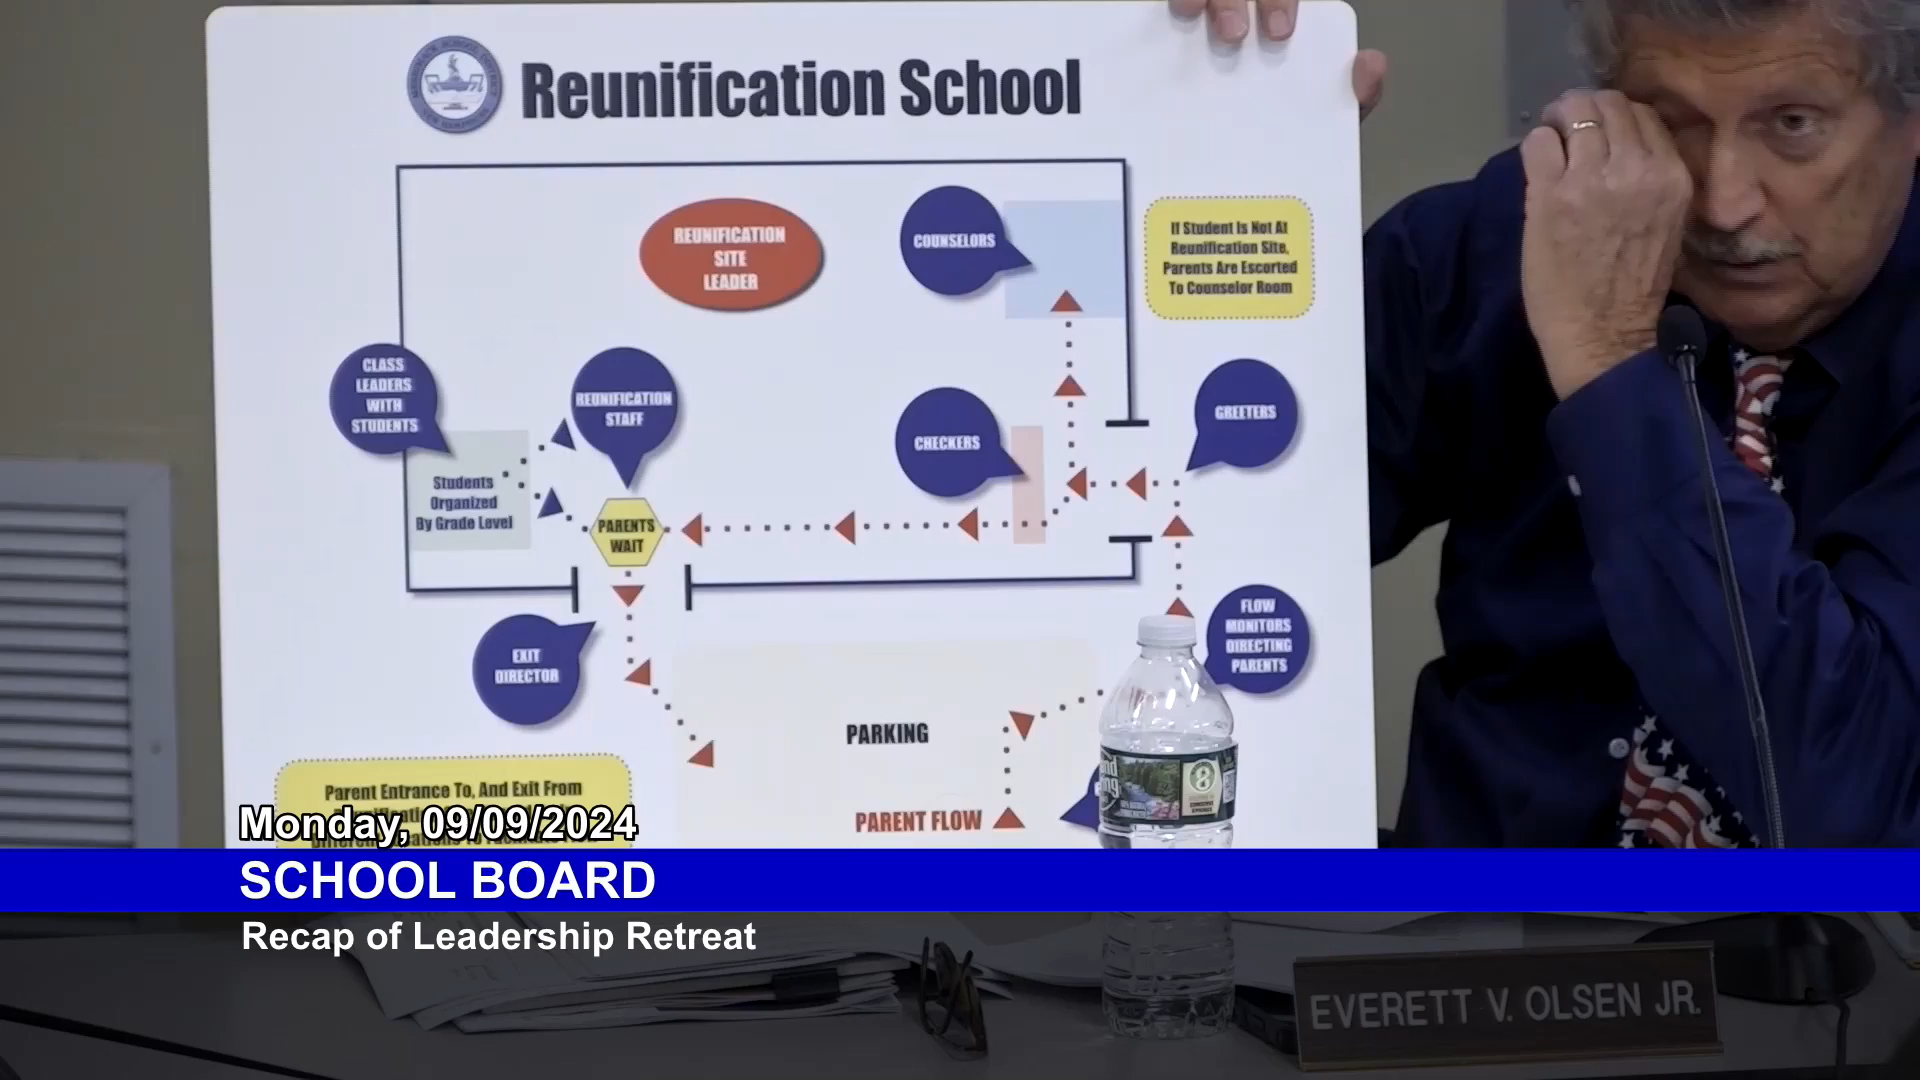 Reunification School
REUNIFICATION
SITE
LEADER
COUNSELORS
If Student Is Not At
Reunification Site,
Parents Are Escorted
To Counselor Room
CLASS
LEADERS
WITH
STUDENTS
REUNIFICATION
STAFF
CHECKERS
GREETERS
Students
Organized
By Grade Level
PARENTS
WAIT
FLOW
MONITORS
DIRECTING
PARENTS
EXIT
DIRECTOR
PARKING
PARENT FLOW
Parent Entrance To, And Exit From
Monday, 09/09/2024
SCHOOL BOARD
Recap of Leadership Retreat
EVERETT V. OLSEN JR.